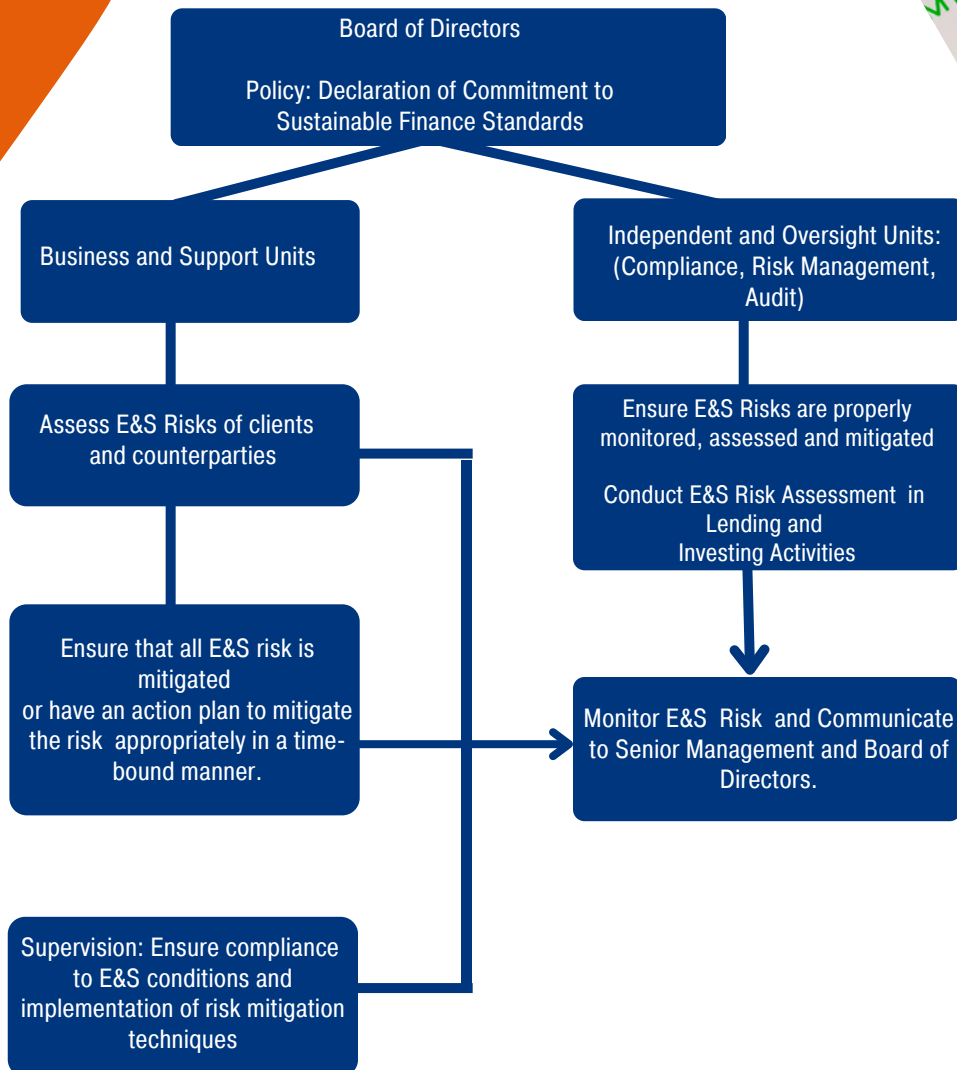 Board of Directors
Policy: Declaration of Commitment to
Sustainable Finance Standards
Business and Support Units
Independent and Oversight Units:
(Compliance, Risk Management,
Audit)
Assess E&S Risks of clients
and counterparties
Ensure E&S Risks are properly
monitored, assessed and mitigated
Conduct E&S Risk Assessment in
Lending and
Investing Activities
Ensure that all E&S risk is
mitigated
or have an action plan to mitigate
the risk appropriately in a time-
bound manner.
Monitor E&S Risk and Communicate
to Senior Management and Board of
Directors.
Supervision: Ensure compliance
to E&S conditions and
implementation of risk mitigation
techniques